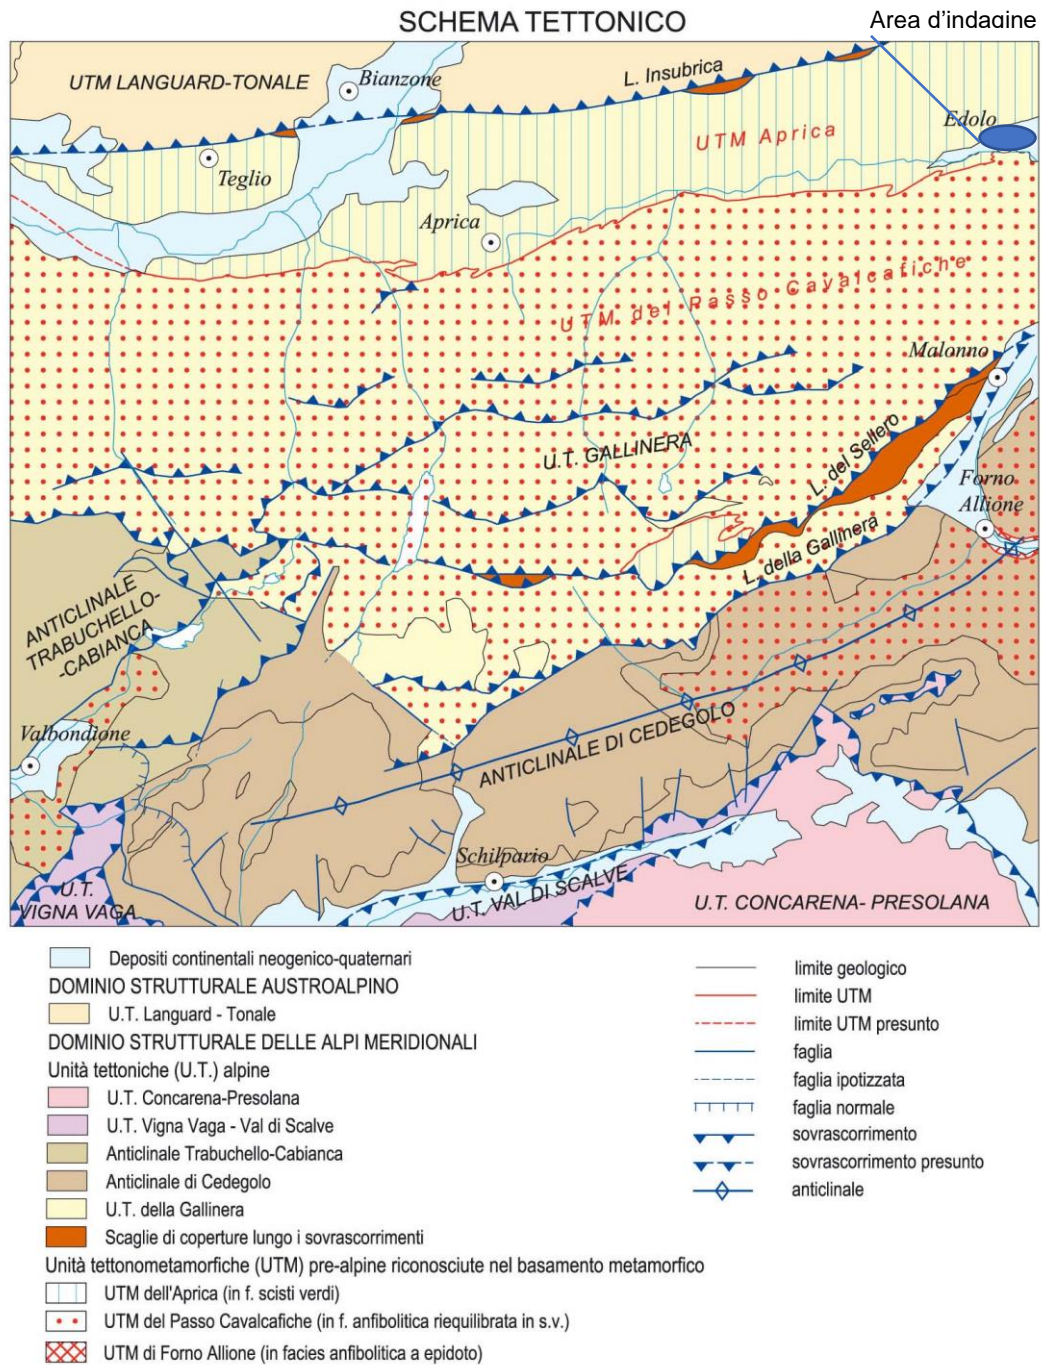 SCHEMA TETTONICO
Area d'indagine
UTM LANGUARD-TONALE
Bianzone
L. Insubrica
Edolo
UTM Aprica
Teglio
Aprica
UTM del Passo Cavalcafiche
Malonno
U.T. GALLINERA
L. del Sellero
Forno
Allione
L. della Gallinera
ANTICLINALE
TRABUCHELLO-
-CABIANCA
Valbondione
ANTICLINALE DI CEDEGOLO
Schilpario
U.T.
VIGNA VAGA
U.T. VAL DI SCALVE
U.T. CONCARENA- PRESOLANA
Depositi continentali neogenico-quaternari
DOMINIO STRUTTURALE AUSTROALPINO
U.T. Languard - Tonale
DOMINIO STRUTTURALE DELLE ALPI MERIDIONALI
Unità tettoniche (U.T.) alpine
U.T. Concarena-Presolana
U.T. Vigna Vaga - Val di Scalve
Anticlinale Trabuchello-Cabianca
Anticlinale di Cedegolo
U.T. della Gallinera
Scaglie di coperture lungo i sovrascorrimenti
Unità tettonometamorfiche (UTM) pre-alpine riconosciute nel basamento metamorfico
UTM dell'Aprica (in f. scisti verdi)
UTM del Passo Cavalcafiche (in f. anfibolitica riequilibrata in s.v.)
UTM di Forno Allione (in facies anfibolitica a epidoto)
limite geologico
limite UTM
limite UTM presunto
faglia
faglia ipotizzata
faglia normale
sovrascorrimento
sovrascorrimento presunto
anticlinale